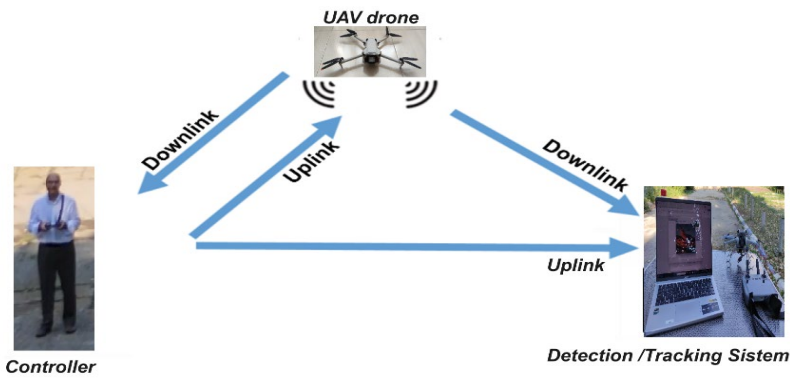 UAV drone
Downlink
Uplink
Downlink
Uplink
Controller
Detection /Tracking Sistem